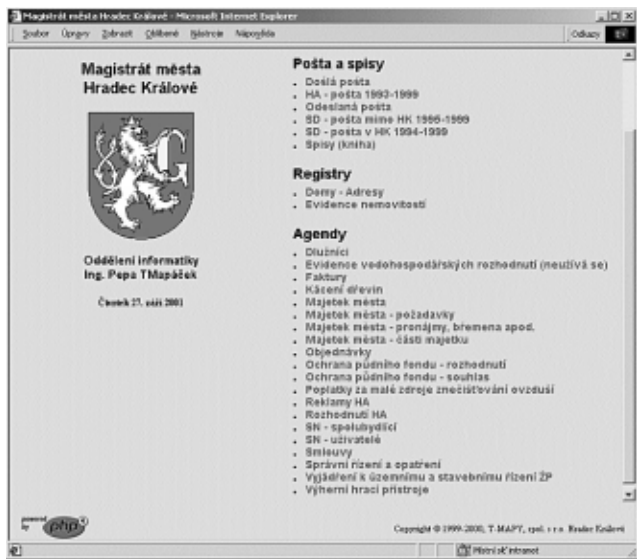 Magistrát města Hradec Králové - Microsoft Internet Explorer
Soubor Úpravy Zobrazit Oblíbené Nástroje Nápověda
Odkazy
Magistrát města
Hradec Králové
Oddělení informatiky
Ing. Pepa TMapáček
Čtvrtek 27. září 2001
Pošta a spisy
Došlá pošta
HA - pošta 1993-1999
Odeslaná pošta
SD - pošta mimo HK 1995-1999
SD - pošta v HK 1994-1999
Spisy (kniha)
Registry
Domy - Adresy
Evidence nemovitostí
Agendy
Dlužníci
Evidence vodohospodářských rozhodnutí (neužívá se)
Faktury
Kácení dřevin
Majetek města
Majetek města - požadavky
Majetek města - pronájmy, břemena apod.
Majetek města - části majetku
Objednávky
Ochrana půdního fondu - rozhodnutí
Ochrana půdního fondu - souhlas
Poplatky za malé zdroje znečišťování ovzduší
Reklamy HA
Rozhodnutí HA
SN - spolubydlící
SN - uživatelé
Smlouvy
Správní řízení a opatření
Vyjádření k územnímu a stavebnímu řízení ŽP
Výherní hrací přístroje
powered
by php
Copyright © 1999-2000, T-MAPY, spol. s r.o. Hradec Králové
Místní síť intranet